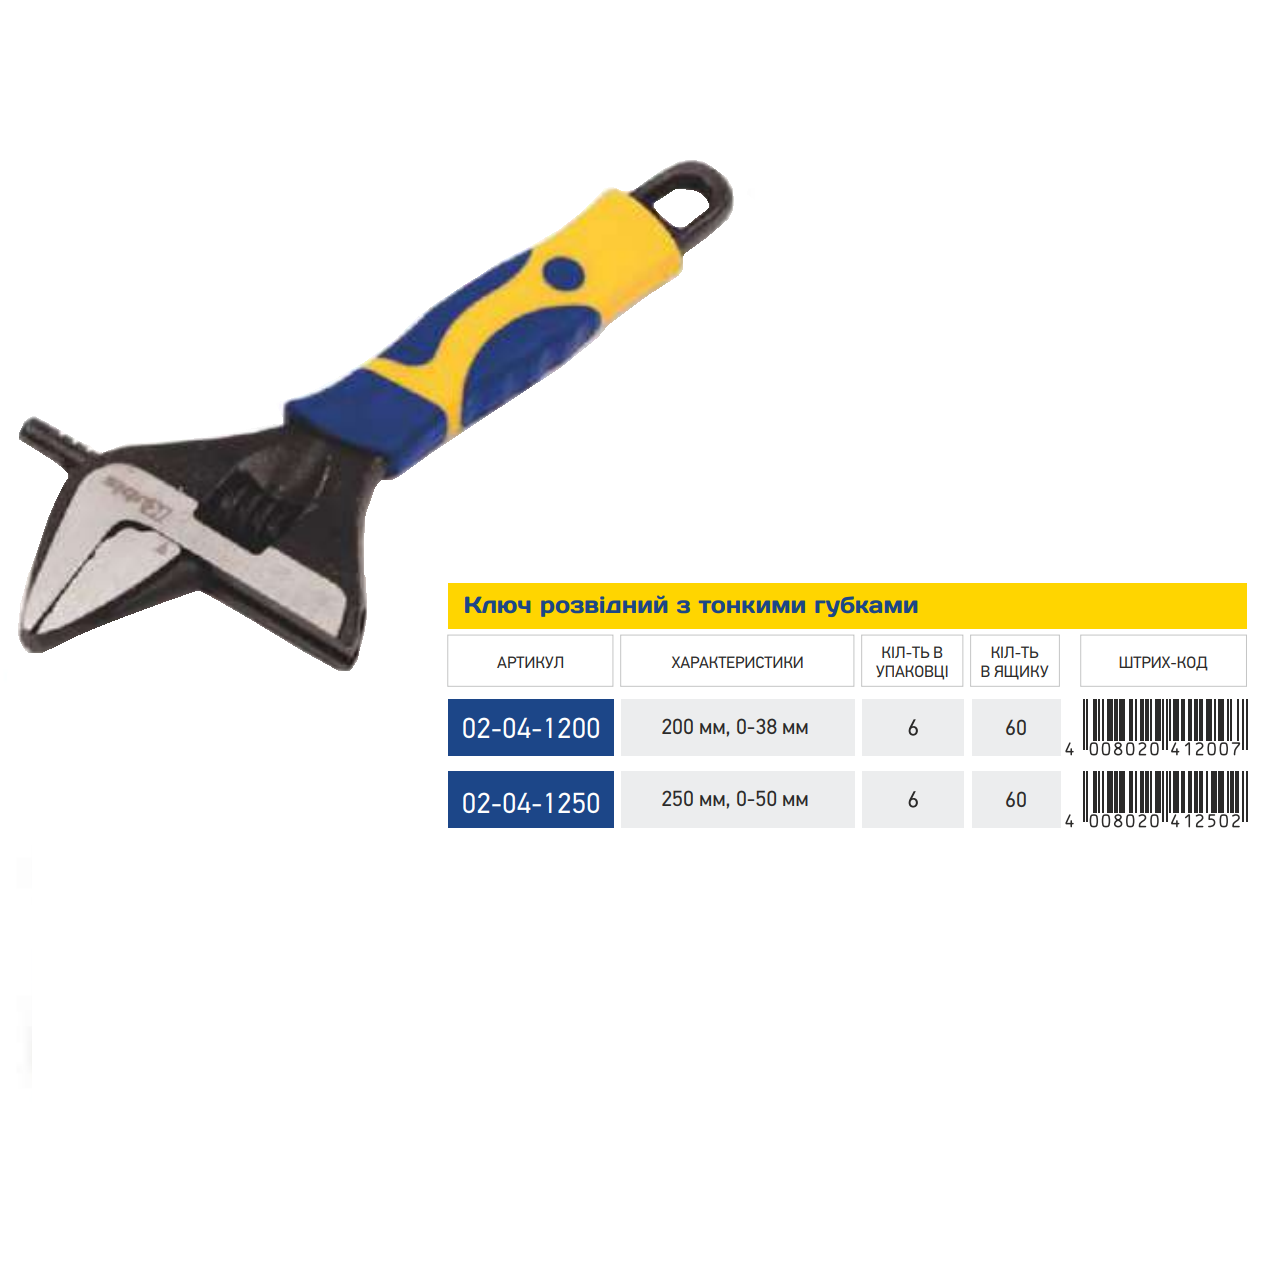 Ключ розвідний з тонкими губками
АРТИКУЛ
ХАРАКТЕРИСТИКИ
КІЛ-ТЬ В
УПАКОВЦІ
КІЛ-ТЬ
В ЯЩИКУ
ШТРИХ-КОД
02-04-1200
200 мм, 0-38 мм
6
60
4 008020 412007
02-04-1250
250 мм, 0-50 мм
6
60
4 008020 412502